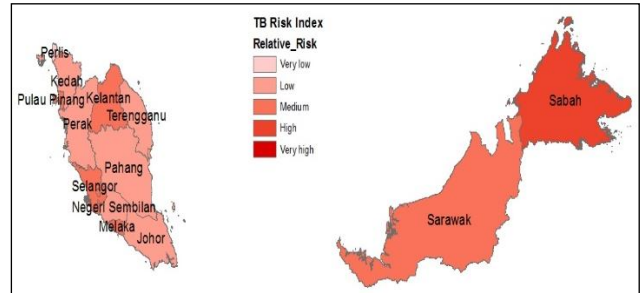 TB Risk Index
Relative_Risk
Very low
Low
Medium
High
Very high
Perlis
Kedah
Pulau Pinang
Kelantan
Terengganu
Perak
Pahang
Selangor
Negeri Sembilan
Melaka
Johor
Sabah
Sarawak